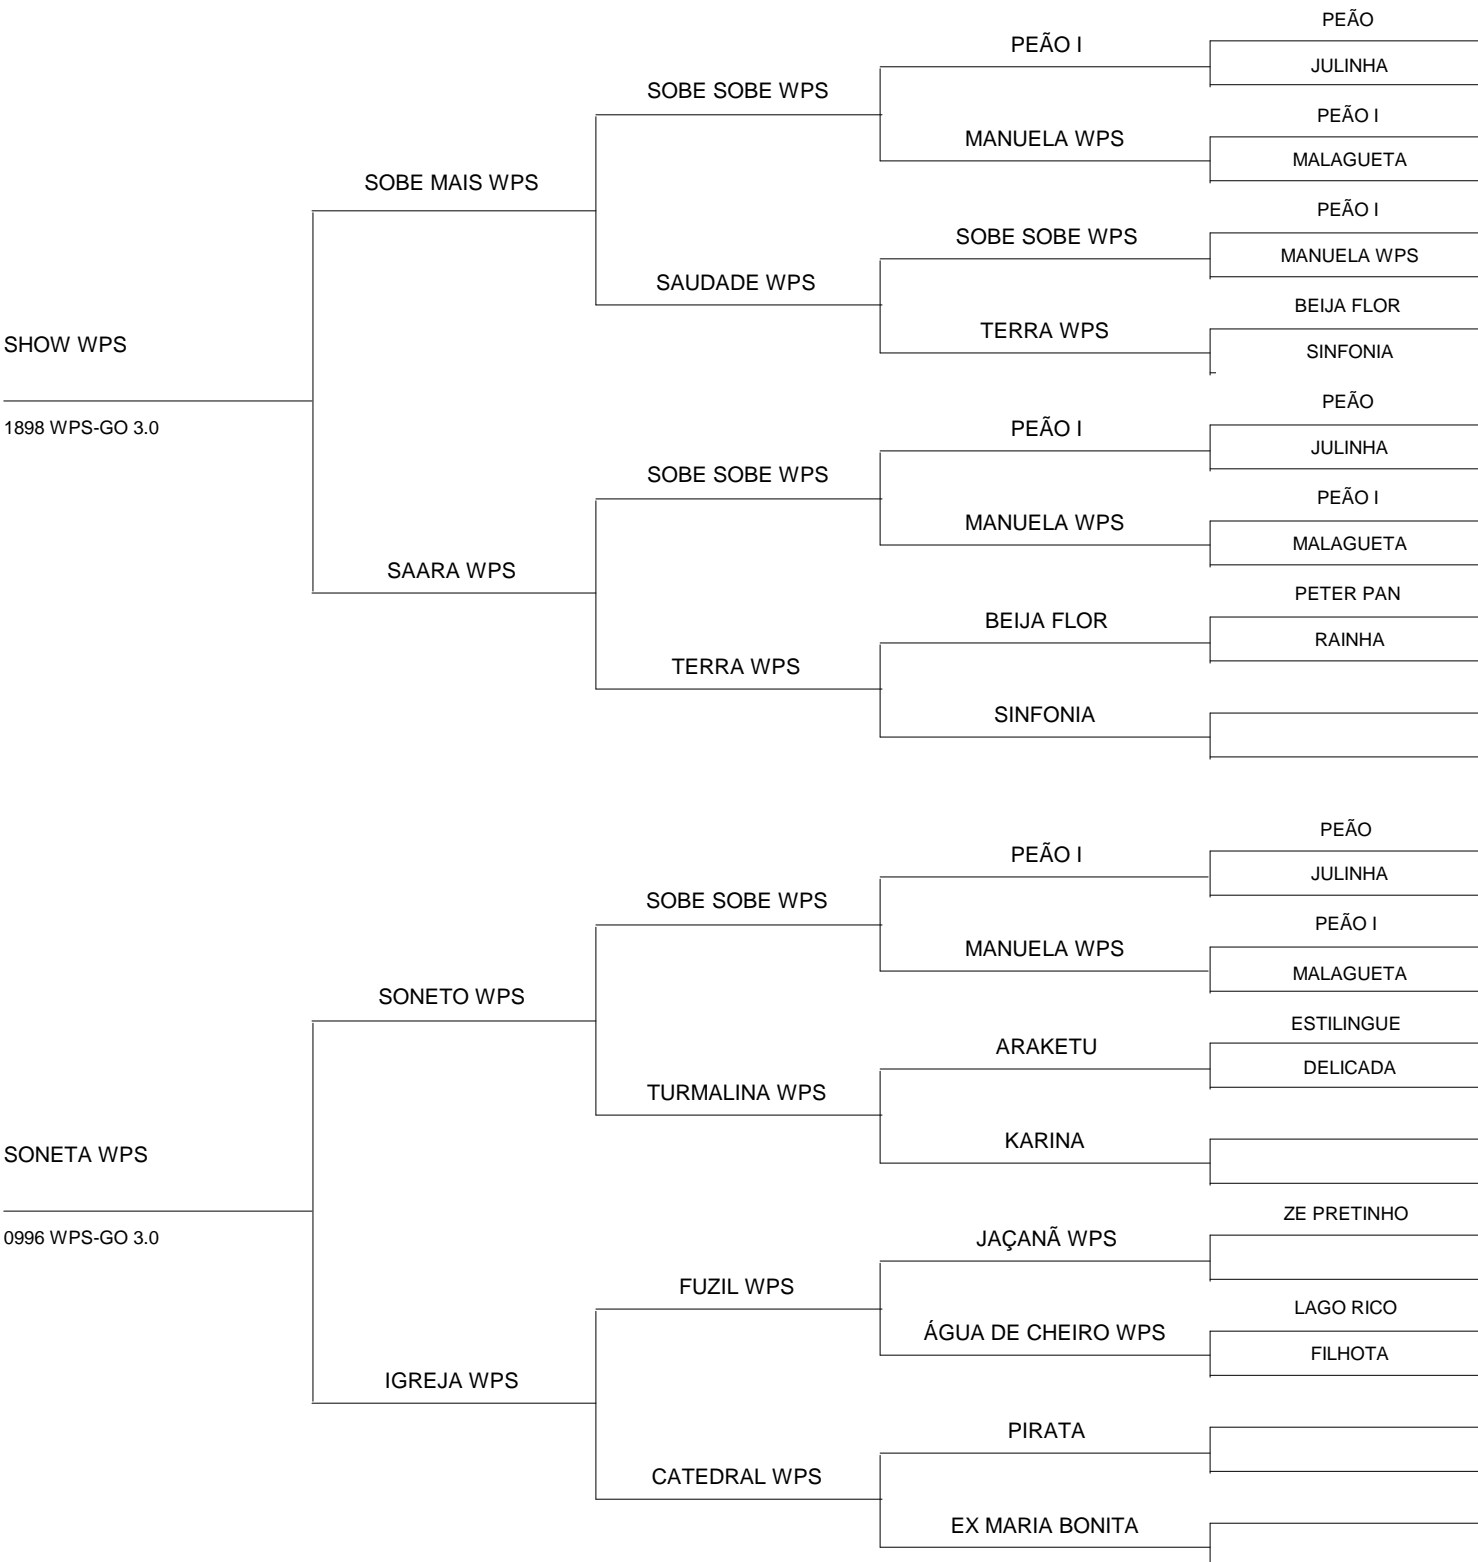 PEÃO
PEÃO I
JULINHA
SOBE SOBE WPS
PEÃO I
MANUELA WPS
MALAGUETA
SOBE MAIS WPS
PEÃO I
SOBE SOBE WPS
MANUELA WPS
SAUDADE WPS
BEIJA FLOR
TERRA WPS
SHOW WPS
SINFONIA
PEÃO
1898 WPS-GO 3.0
PEÃO I
JULINHA
SOBE SOBE WPS
PEÃO I
MANUELA WPS
MALAGUETA
SAARA WPS
PETER PAN
BEIJA FLOR
RAINHA
TERRA WPS
SINFONIA
PEÃO
PEÃO I
JULINHA
SOBE SOBE WPS
PEÃO I
MANUELA WPS
MALAGUETA
SONETO WPS
ESTILINGUE
ARAKETU
DELICADA
TURMALINA WPS
KARINA
SONETA WPS
ZE PRETINHO
0996 WPS-GO 3.0
JAÇANÃ WPS
FUZIL WPS
LAGO RICO
ÁGUA DE CHEIRO WPS
FILHOTA
IGREJA WPS
PIRATA
CATEDRAL WPS
EX MARIA BONITA